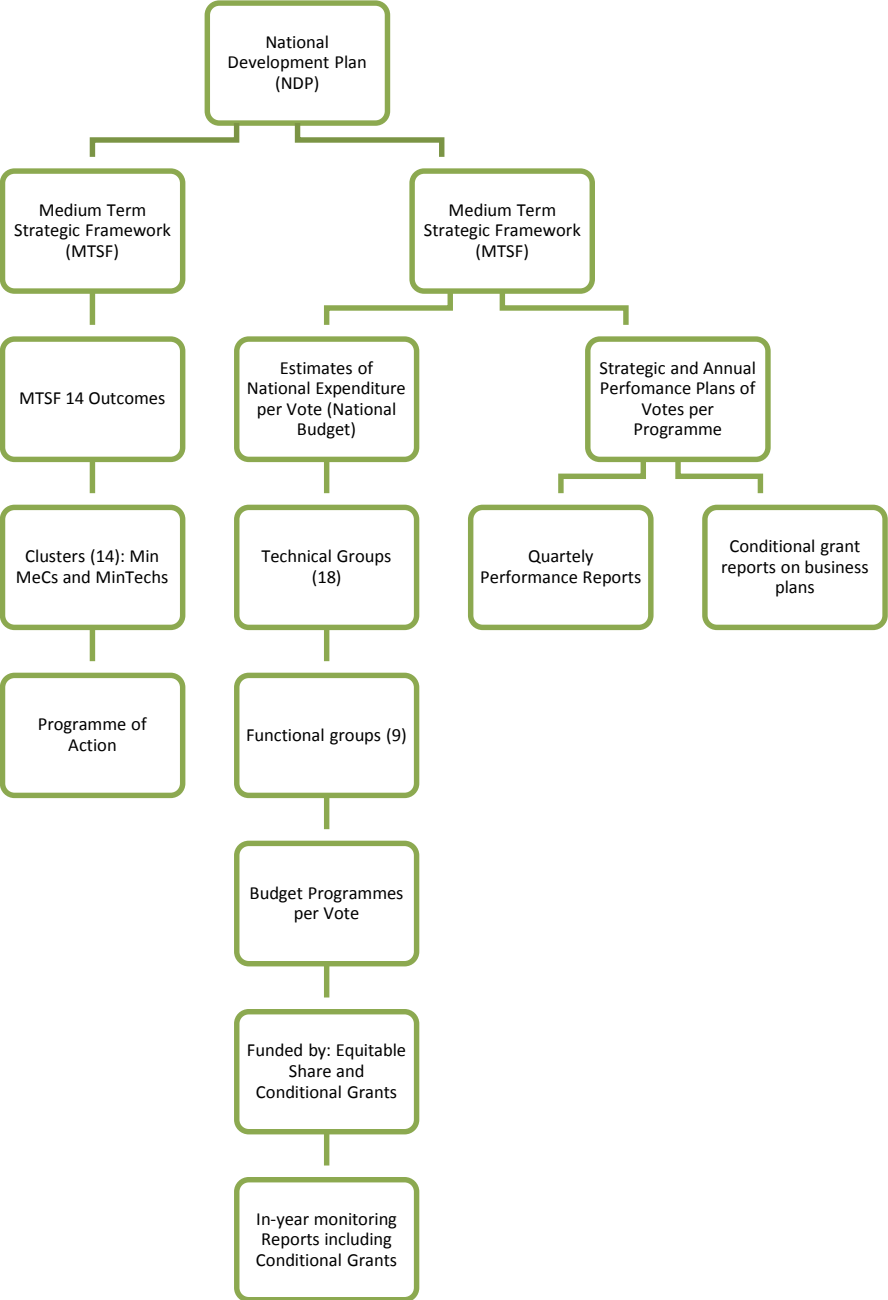 National
Development Plan
(NDP)
Medium Term
Strategic Framework
(MTSF)
Medium Term
Strategic Framework
(MTSF)
MTSF 14 Outcomes
Estimates of
National Expenditure
per Vote (National
Budget)
Strategic and Annual
Perfomance Plans of
Votes per
Programme
Clusters (14): Min
MeCs and MinTechs
Technical Groups
(18)
Quartely
Performance Reports
Conditional grant
reports on business
plans
Programme of
Action
Functional groups (9)
Budget Programmes
per Vote
Funded by: Equitable
Share and
Conditional Grants
In-year monitoring
Reports including
Conditional Grants